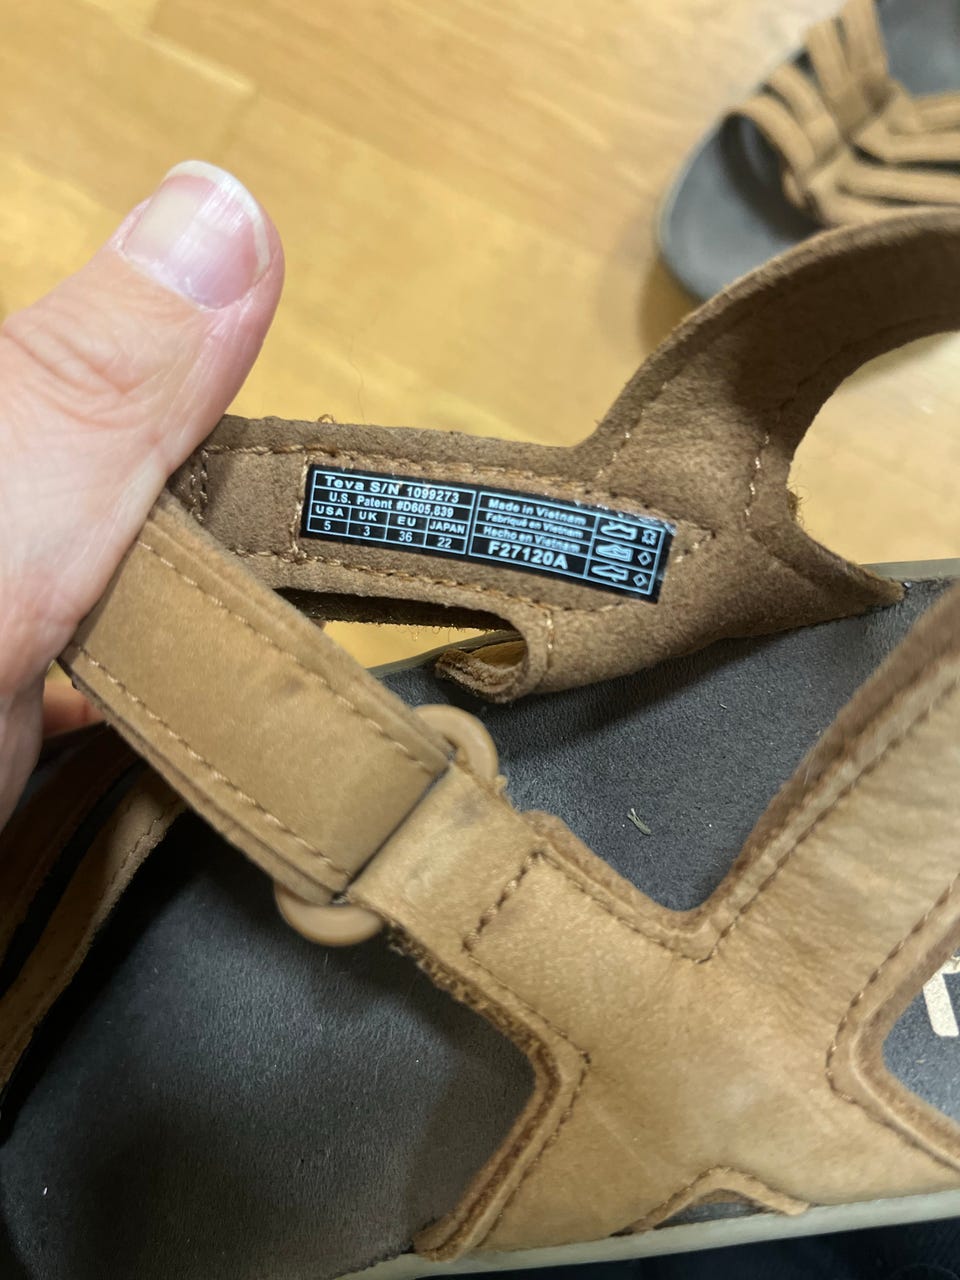 Teva S/N 1099273
U.S. Patent #D605,839
USA UK EU JAPAN
5 3 36 22
Made in Vietnam
Fabriqué en Vietnam
Hecho en Vietnam
F27120A